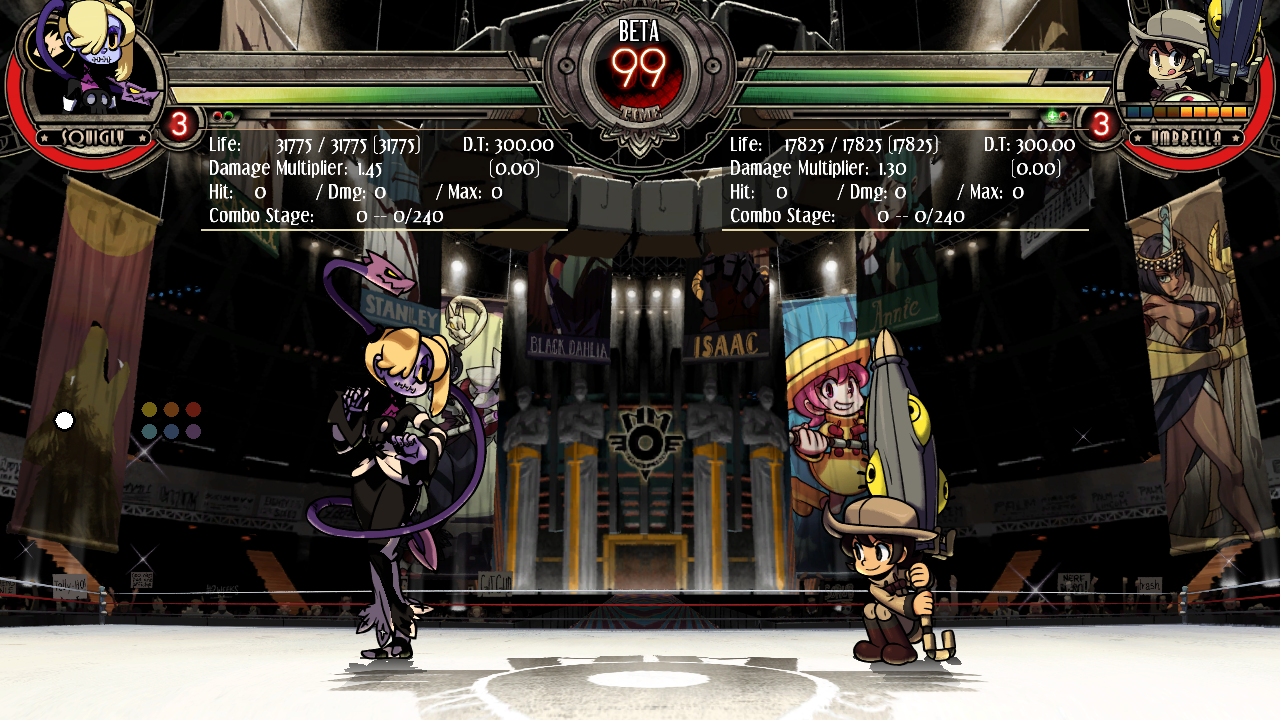 BETA
99
TIME
SQUIGLY
3
3
UMBRELLA
Life: 31775 / 31775 [31775] D.T: 300.00
Damage Multiplier: 1.45 [0.00]
Hit: 0 / Dmg: 0 / Max: 0
Combo Stage: 0 -- 0/240
Life: 17825 / 17825 [17825] D.T: 300.00
Damage Multiplier: 1.30 [0.00]
Hit: 0 / Dmg: 0 / Max: 0
Combo Stage: 0 -- 0/240
STANLEY
BLACK DAHLIA
ISAAC
Annie